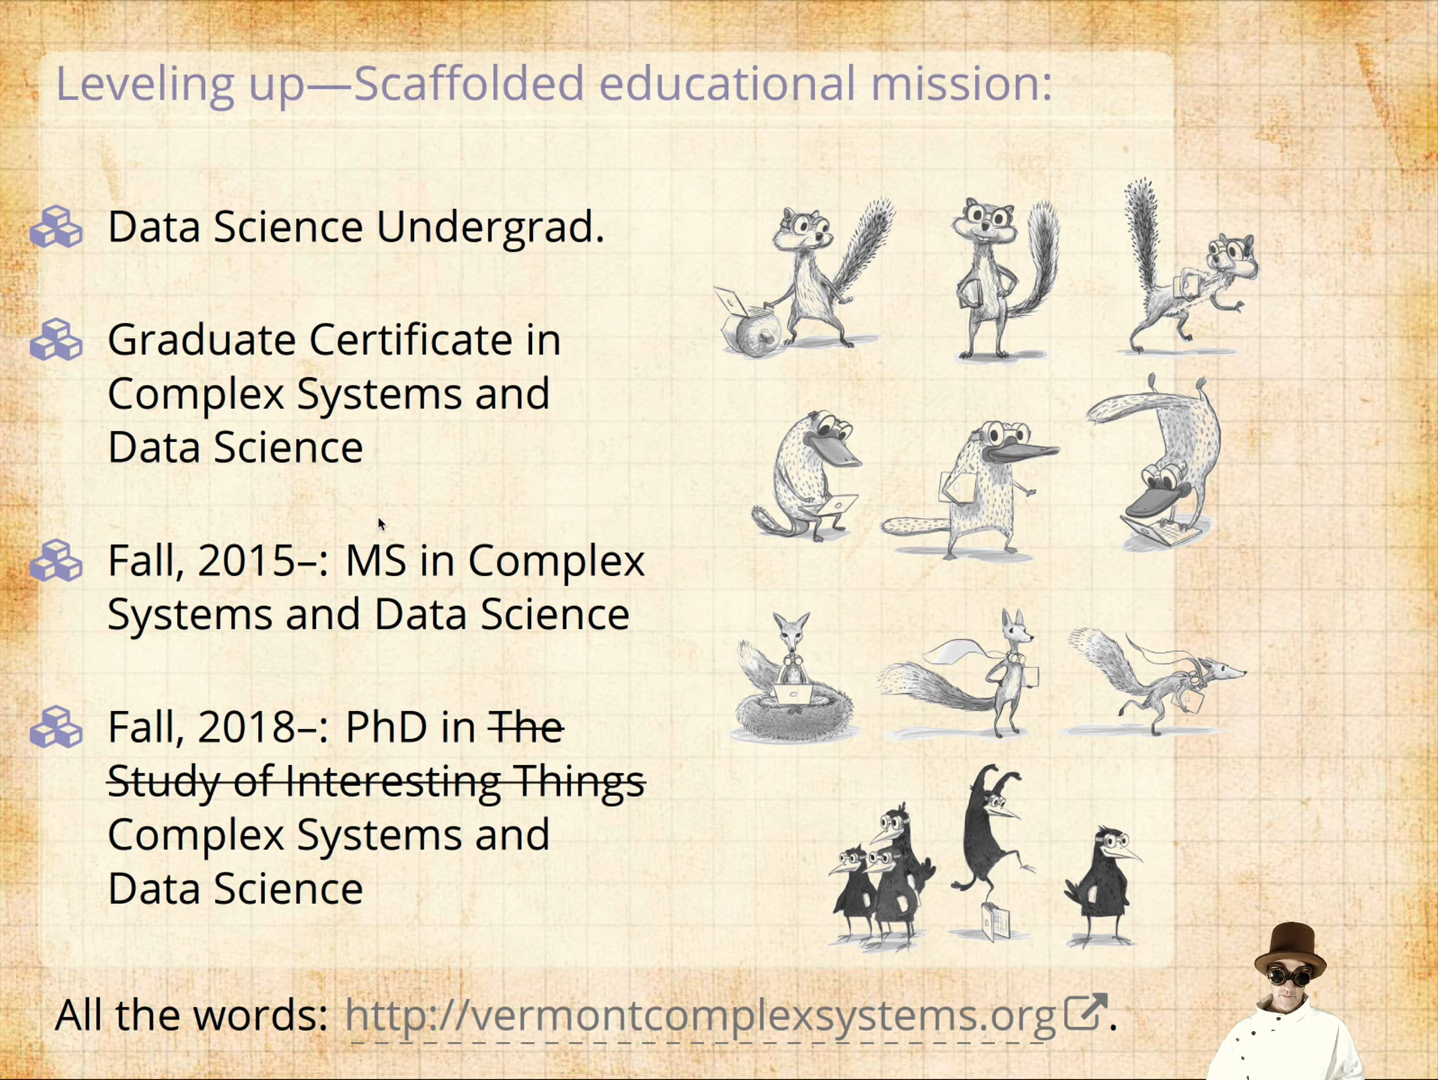 Leveling up—Scaffolded educational mission:
Data Science Undergrad.
Graduate Certificate in
Complex Systems and
Data Science
Fall, 2015–: MS in Complex
Systems and Data Science
Fall, 2018–: PhD in The
Study of Interesting Things
Complex Systems and
Data Science
All the words: http://vermontcomplexsystems.org.